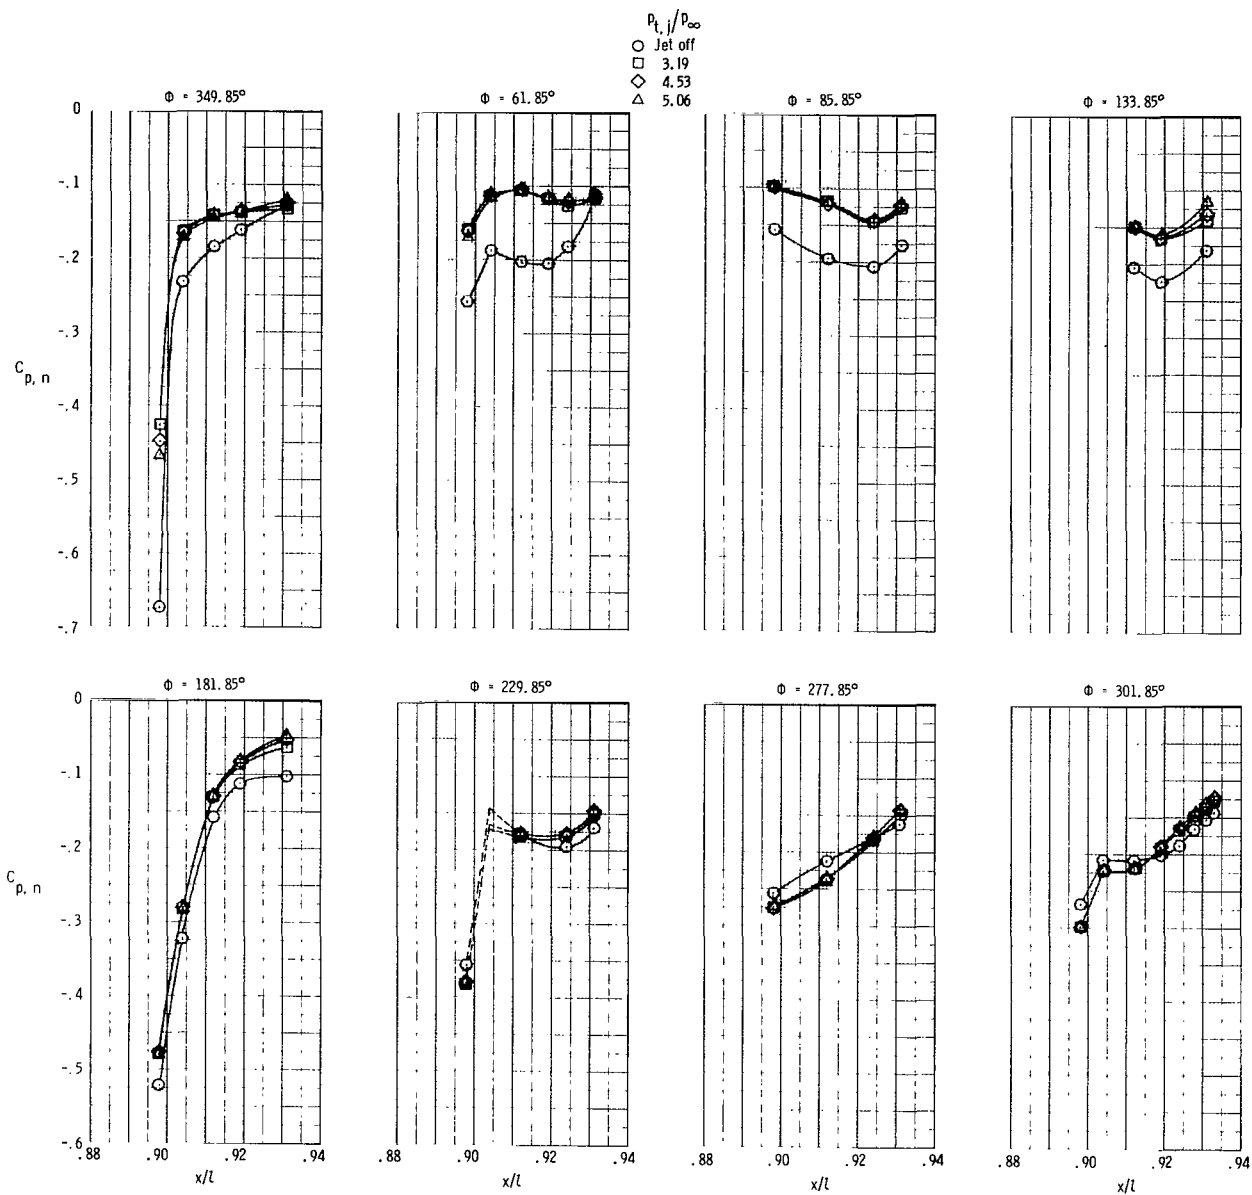 p_t, j/p_∞
Jet off
3.19
4.53
5.06
Φ = 349.85°
Φ = 61.85°
Φ = 85.85°
Φ = 133.85°
0
-.1
-.2
-.3
C_p, n
-.4
-.5
-.6
-.7
Φ = 181.85°
Φ = 229.85°
Φ = 277.85°
Φ = 301.85°
0
-.1
-.2
C_p, n
-.3
-.4
-.5
-.6
.88 .90 .92 .94 .88 .90 .92 .94 .88 .90 .92 .94 .88 .90 .92 .94
x/l x/l x/l x/l